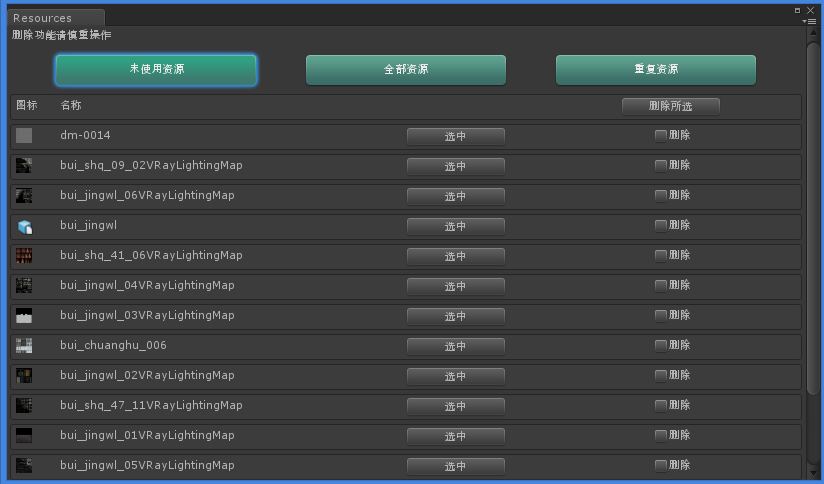 Resources
删除功能请慎重操作
未使用资源 全部资源 重复资源
图标 名称 删除所选
dm-0014 选中 删除
bui_shq_09_02VRayLightingMap 选中 删除
bui_jingwl_06VRayLightingMap 选中 删除
bui_jingwl 选中 删除
bui_shq_41_06VRayLightingMap 选中 删除
bui_jingwl_04VRayLightingMap 选中 删除
bui_jingwl_03VRayLightingMap 选中 删除
bui_chuanghu_006 选中 删除
bui_jingwl_02VRayLightingMap 选中 删除
bui_shq_47_11VRayLightingMap 选中 删除
bui_jingwl_01VRayLightingMap 选中 删除
bui_jingwl_05VRayLightingMap 选中 删除